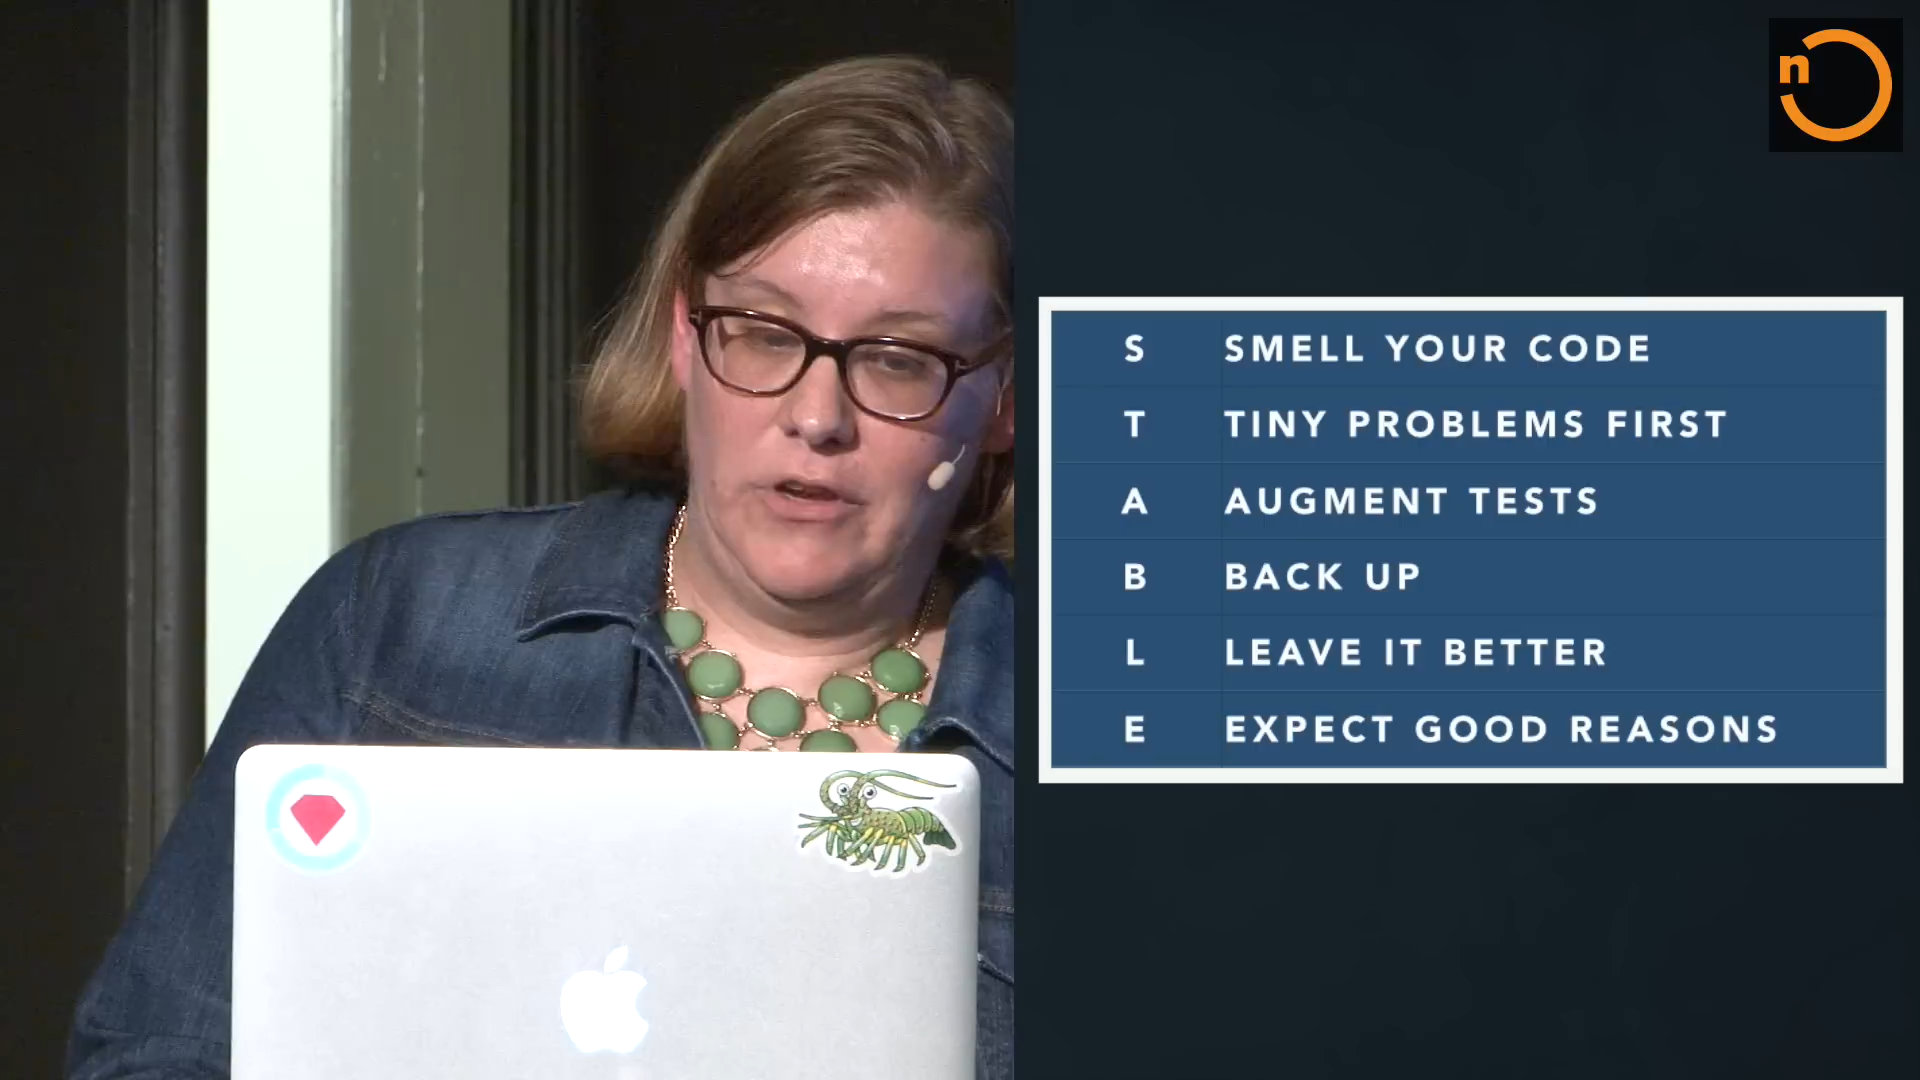 n
S SMELL YOUR CODE
T TINY PROBLEMS FIRST
A AUGMENT TESTS
B BACK UP
L LEAVE IT BETTER
E EXPECT GOOD REASONS